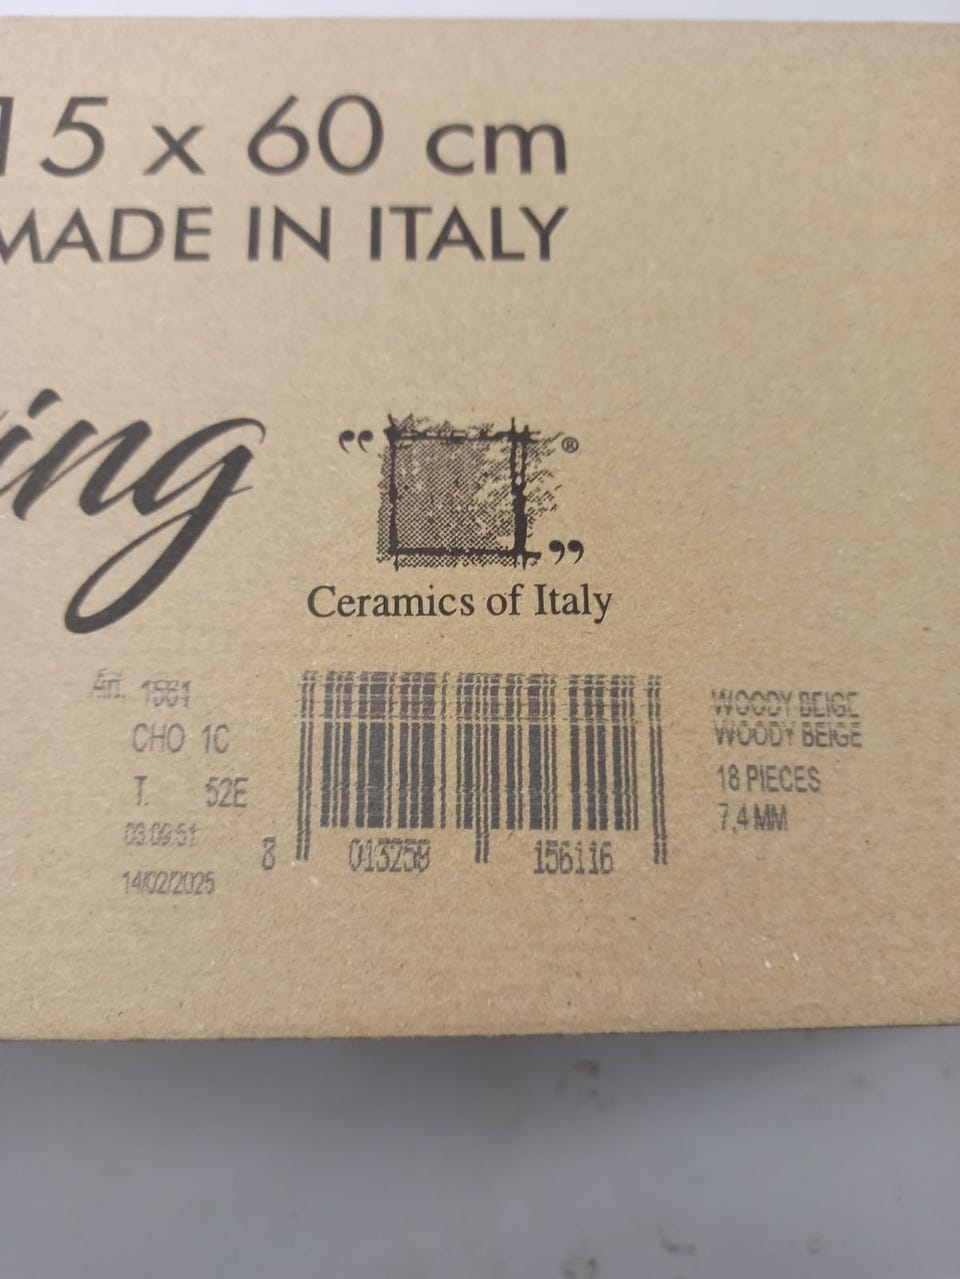 15 x 60 cm
MADE IN ITALY
ing
“ ® ”
Ceramics of Italy
Art. 1561
CHO 1C
T. 52E
03:09:51
14/02/2025
8 013259 156116
WOODY BEIGE
WOODY BEIGE
18 PIECES
7,4 MM